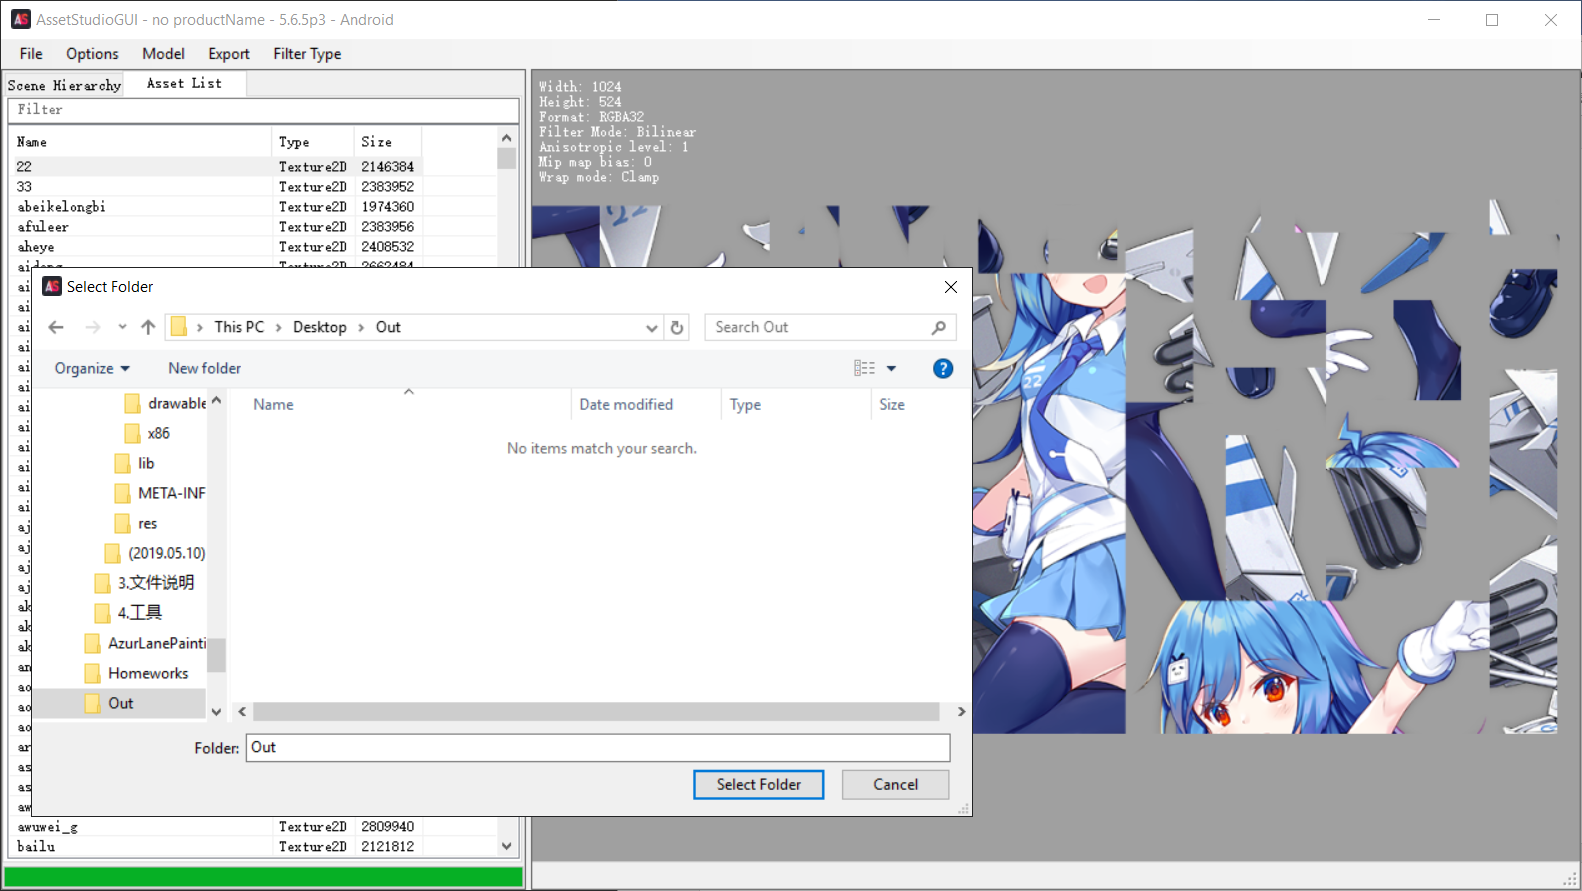 AssetStudioGUI - no productName - 5.6.5p3 - Android
File Options Model Export Filter Type
Scene Hierarchy Asset List
Filter
Name Type Size
22 Texture2D 2146384
33 Texture2D 2383952
abeikelongbi Texture2D 1974360
afuleer Texture2D 2383956
aheye Texture2D 2408532
Width: 1024
Height: 524
Format: RGBA32
Filter Mode: Bilinear
Anisotropic level: 1
Mip map bias: 0
Wrap mode: Clamp
Select Folder
This PC > Desktop > Out
Search Out
Organize New folder
Name Date modified Type Size
No items match your search.
drawable
x86
lib
META-INF
res
(2019.05.10)
3.文件说明
4.工具
AzurLanePainti
Homeworks
Out
Folder: Out
Select Folder Cancel
awuwei_g Texture2D 2809940
bailu Texture2D 2121812
22